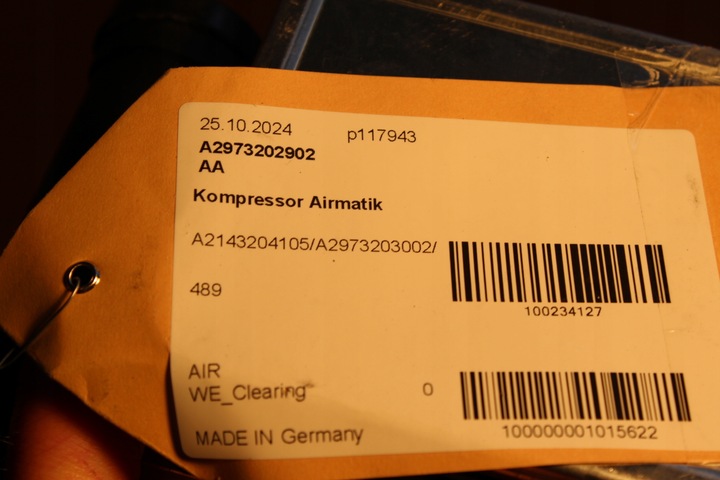 25.10.2024 p117943
A2973202902
AA
Kompressor Airmatik
A2143204105/A2973203002/
100234127
489
AIR
WE_Clearing 0
100000001015622
MADE IN Germany